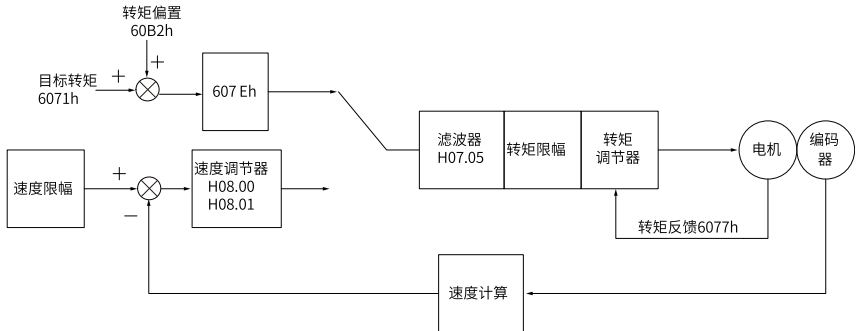 转矩偏置
60B2h
+
目标转矩
+
6071h
607Eh
滤波器
H07.05
转矩限幅
转矩
调节器
电机
编码
器
速度限幅
+
−
速度调节器
H08.00
H08.01
转矩反馈6077h
速度计算